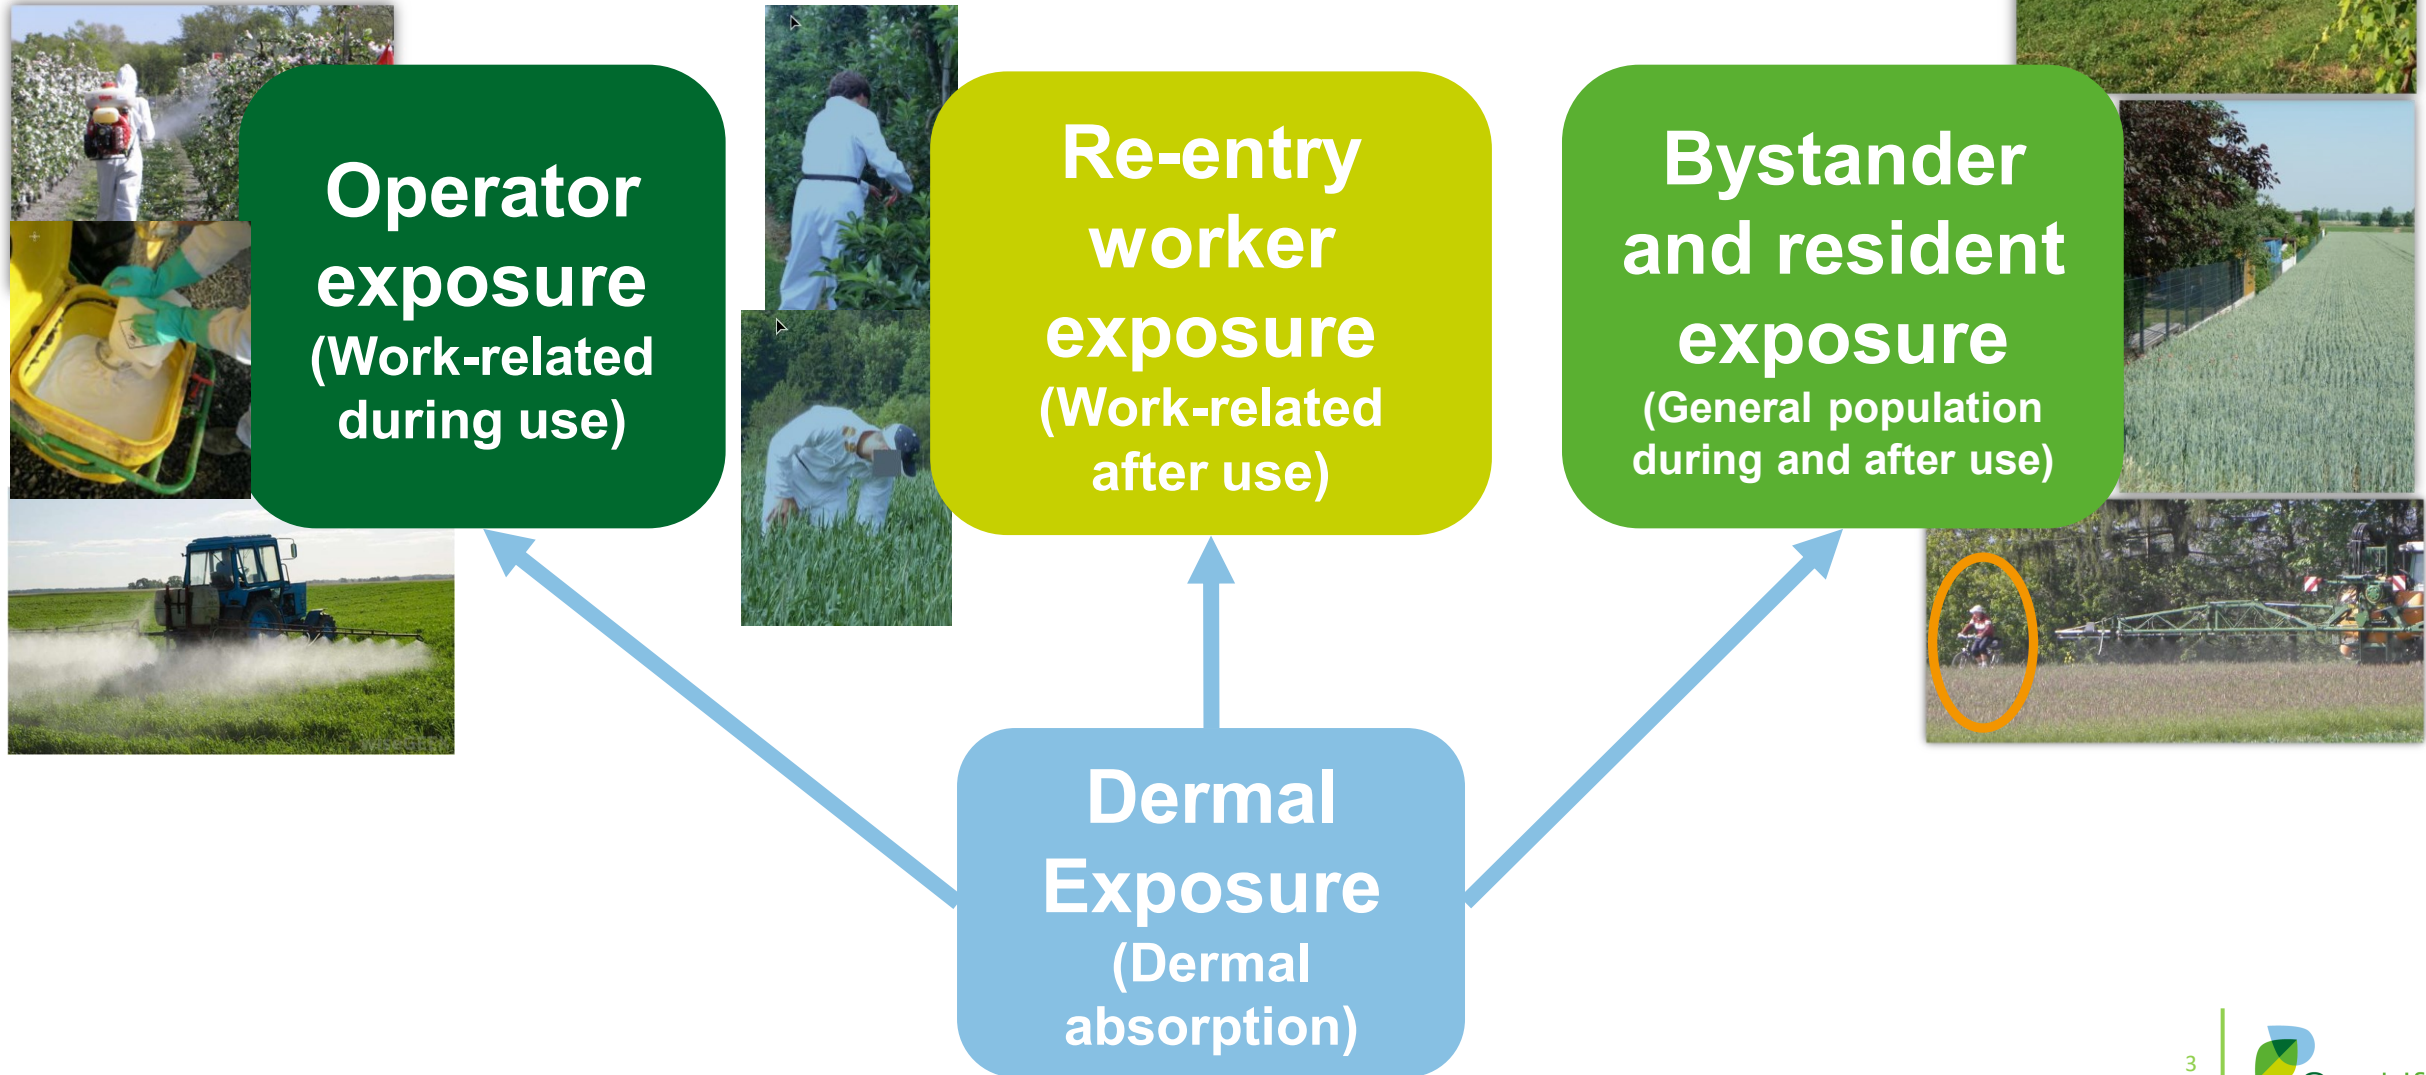 Operator
exposure
(Work-related
during use)
Re-entry
worker
exposure
(Work-related
after use)
Bystander
and resident
exposure
(General population
during and after use)
Dermal
Exposure
(Dermal
absorption)
3